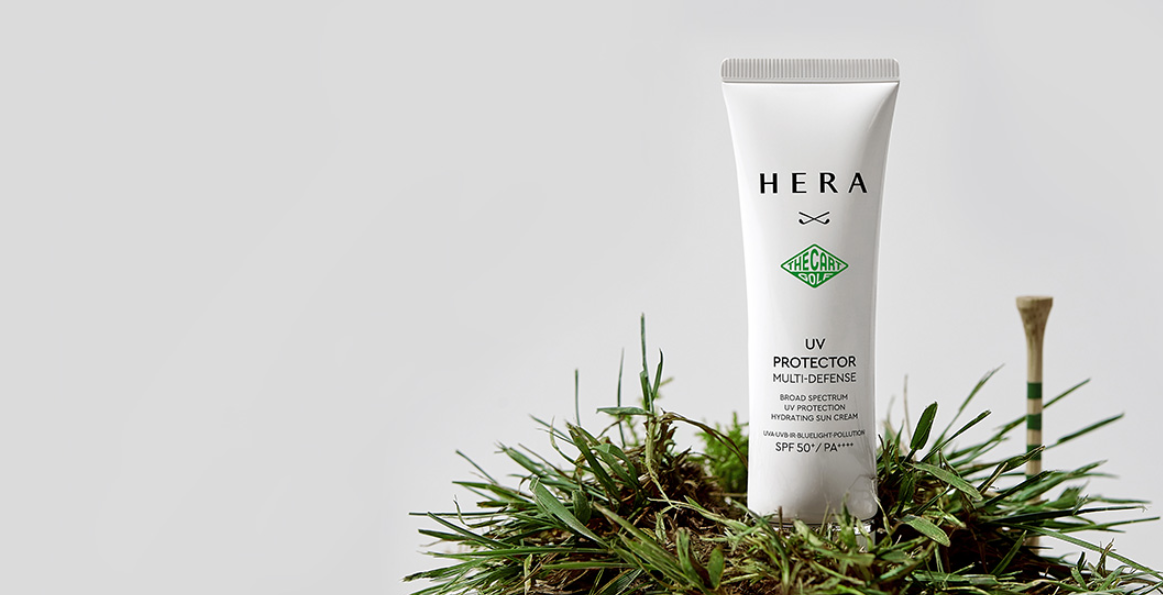 HERA
THE CART
GOLF
UV
PROTECTOR
MULTI-DEFENSE
BROAD SPECTRUM
UV PROTECTION
HYDRATING SUN CREAM
UVA·UVB·IR·BLUELIGHT·POLLUTION
SPF 50+/ PA++++